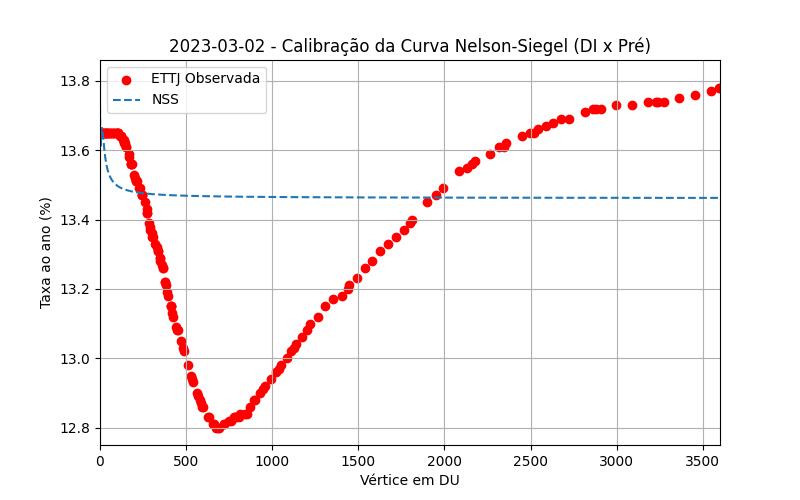 2023-03-02 - Calibração da Curva Nelson-Siegel (DI x Pré)
ETTJ Observada
NSS
Taxa ao ano (%)
13.8
13.6
13.4
13.2
13.0
12.8
0 500 1000 1500 2000 2500 3000 3500
Vértice em DU